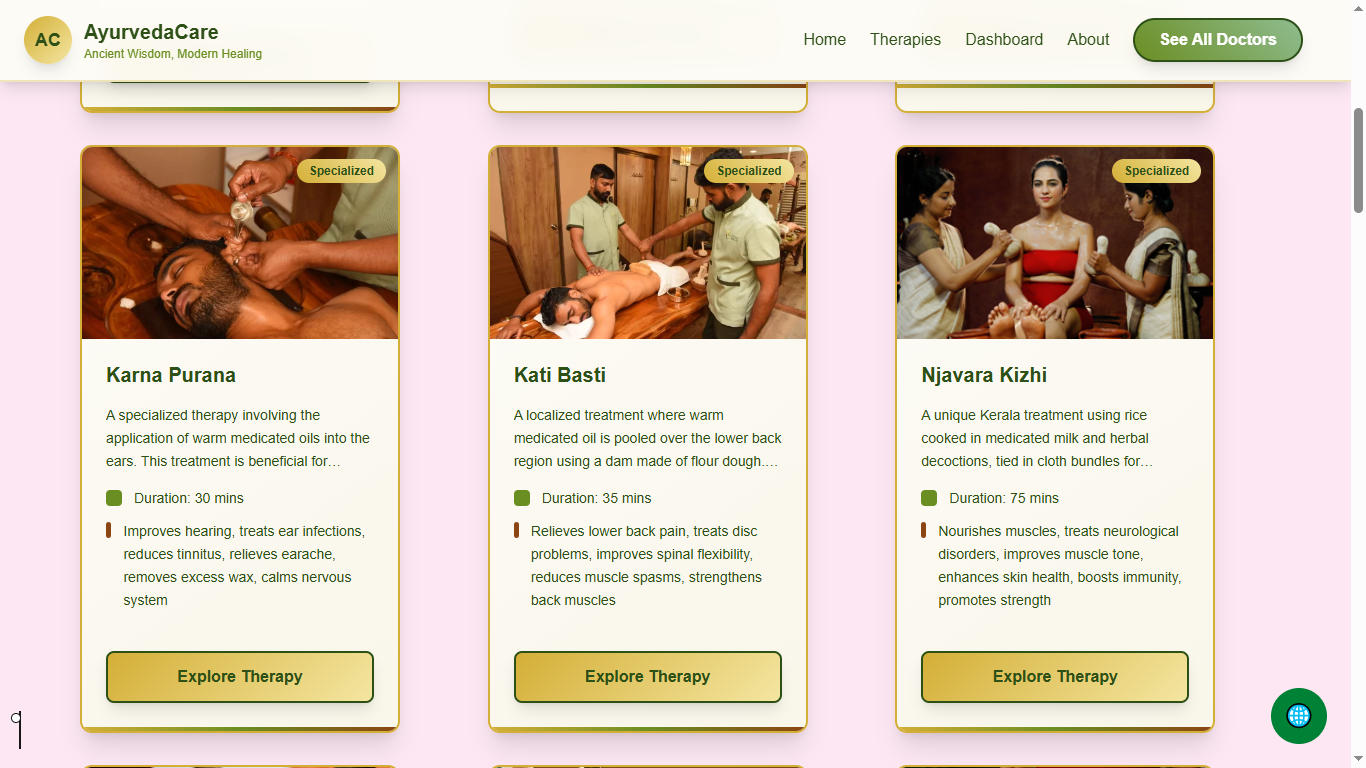 AC
AyurvedaCare
Ancient Wisdom, Modern Healing
Home
Therapies
Dashboard
About
See All Doctors
Specialized
Karna Purana
A specialized therapy involving the
application of warm medicated oils into the
ears. This treatment is beneficial for…
Duration: 30 mins
Improves hearing, treats ear infections,
reduces tinnitus, relieves earache,
removes excess wax, calms nervous
system
Explore Therapy
Specialized
Kati Basti
A localized treatment where warm
medicated oil is pooled over the lower back
region using a dam made of flour dough.…
Duration: 35 mins
Relieves lower back pain, treats disc
problems, improves spinal flexibility,
reduces muscle spasms, strengthens
back muscles
Explore Therapy
Specialized
Njavara Kizhi
A unique Kerala treatment using rice
cooked in medicated milk and herbal
decoctions, tied in cloth bundles for…
Duration: 75 mins
Nourishes muscles, treats neurological
disorders, improves muscle tone,
enhances skin health, boosts immunity,
promotes strength
Explore Therapy